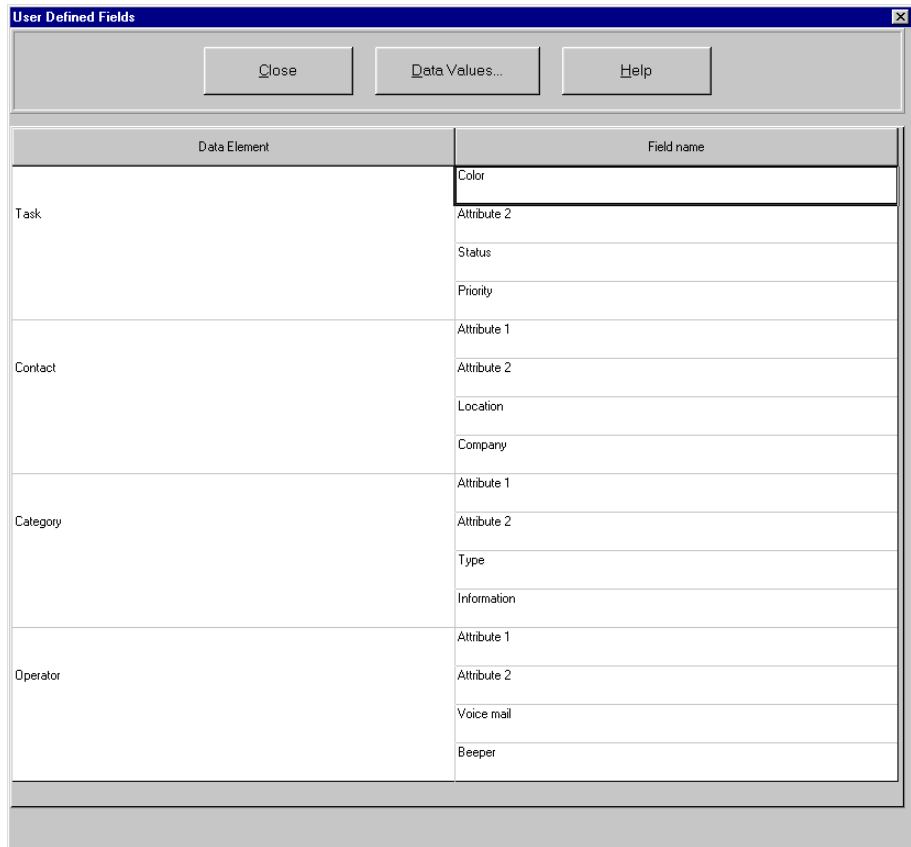 User Defined Fields
Close Data Values... Help
Data Element Field name
Color
Task Attribute 2
Status
Priority
Attribute 1
Contact Attribute 2
Location
Company
Attribute 1
Category Attribute 2
Type
Information
Attribute 1
Operator Attribute 2
Voice mail
Beeper